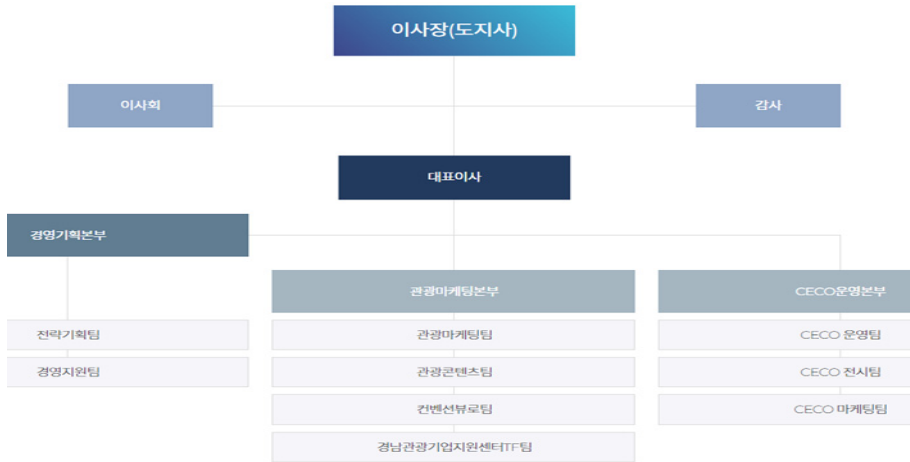 이사장(도지사)
이사회
감사
대표이사
경영기획본부
관광마케팅본부
CECO운영본부
전략기획팀
관광마케팅팀
CECO 운영팀
경영지원팀
관광콘텐츠팀
CECO 전시팀
컨벤션뷰로팀
CECO 마케팅팀
경남관광기업지원센터TF팀